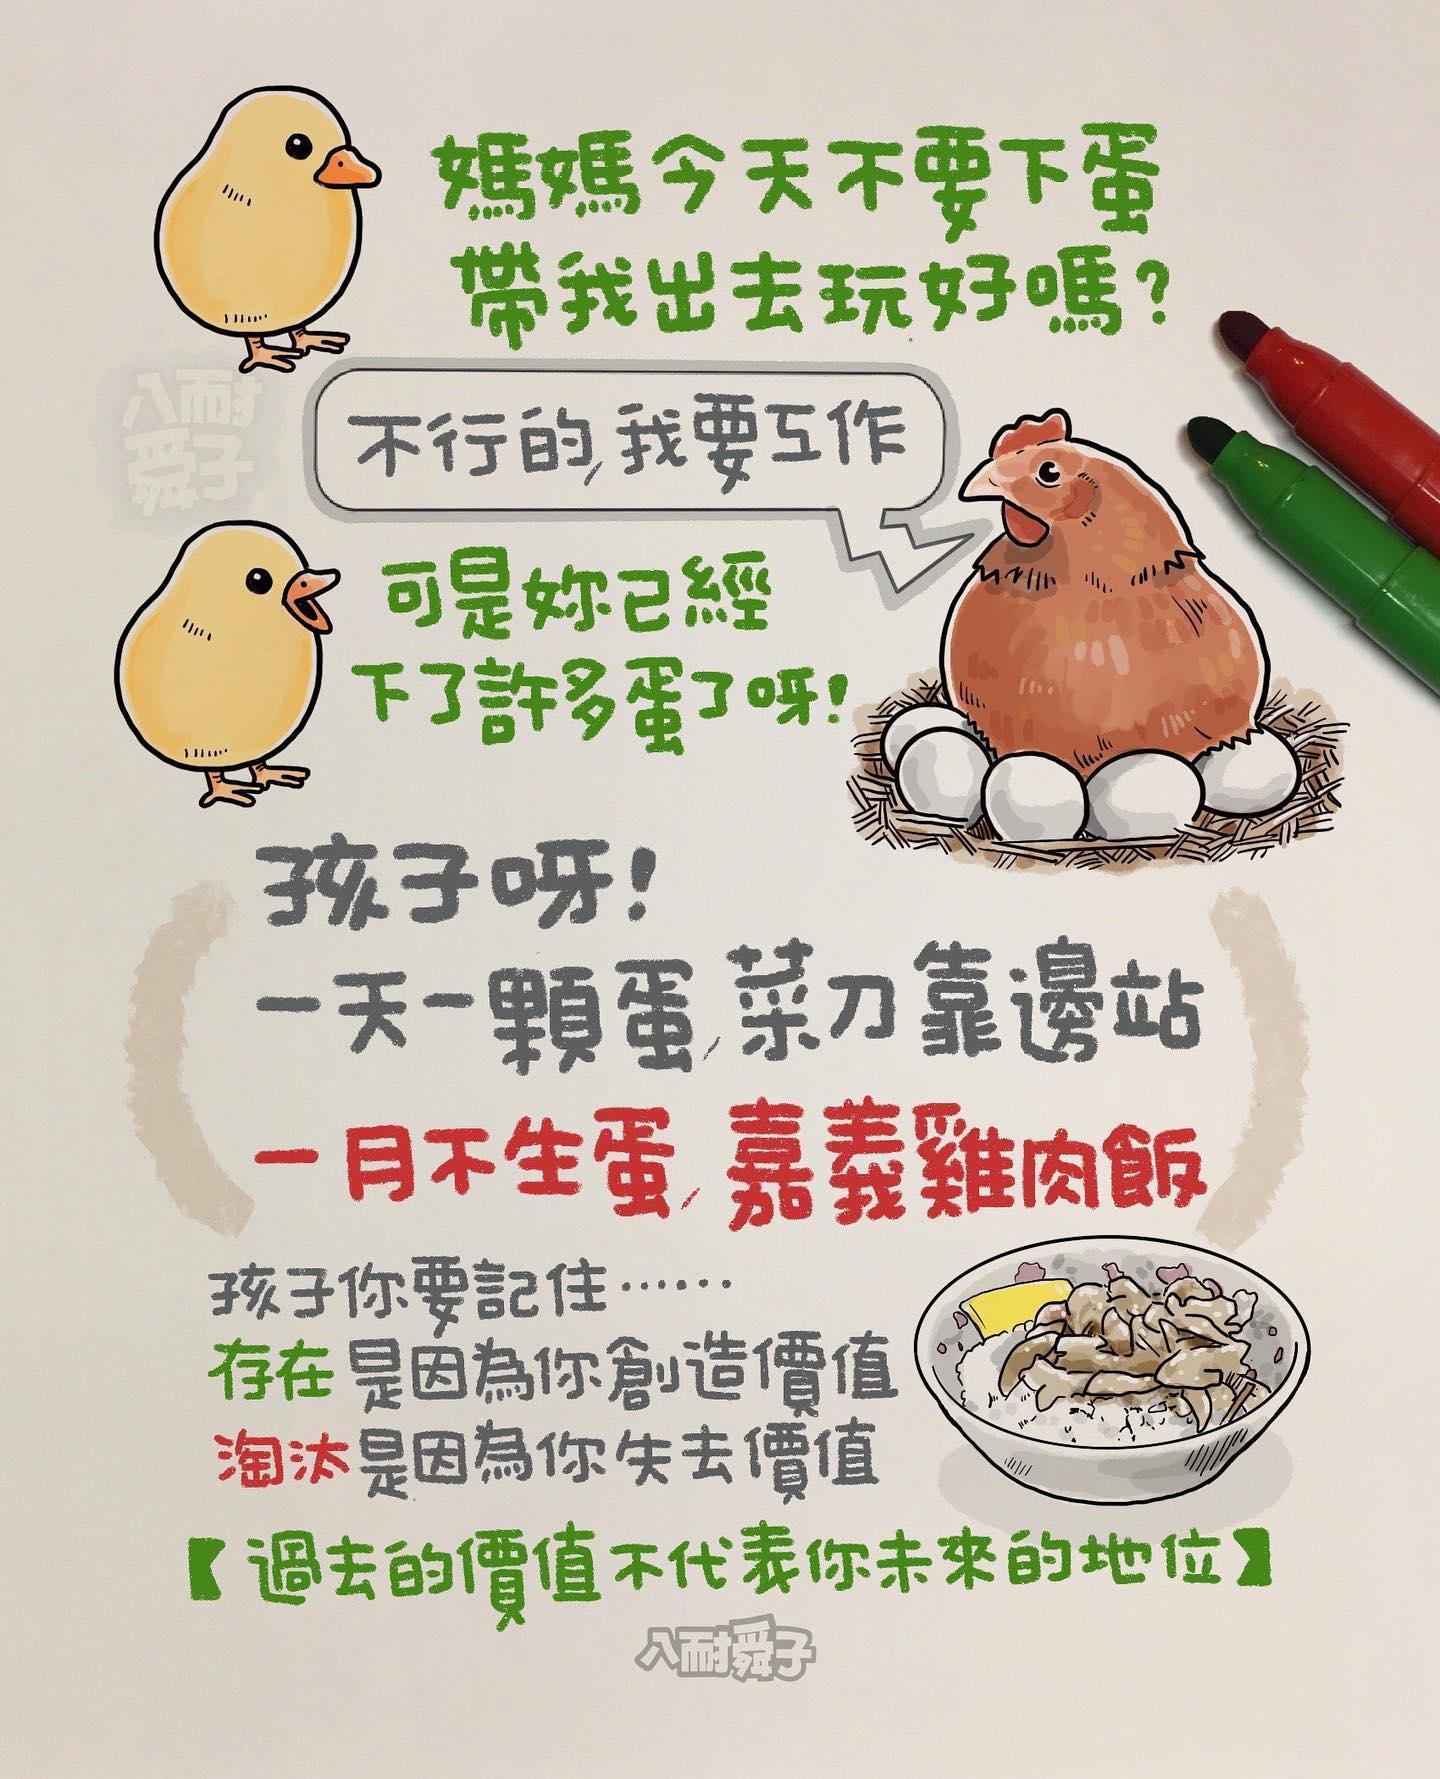 媽媽今天不要下蛋
帶我出去玩好嗎?
八耐
舜子
不行的,我要工作
可是妳已經
下了許多蛋了呀!
孩子呀!
一天一顆蛋,菜刀靠邊站
一月不生蛋,嘉義雞肉飯
孩子你要記住……
存在是因為你創造價值
淘汰是因為你失去價值
【過去的價值不代表你未來的地位】
八耐舜子